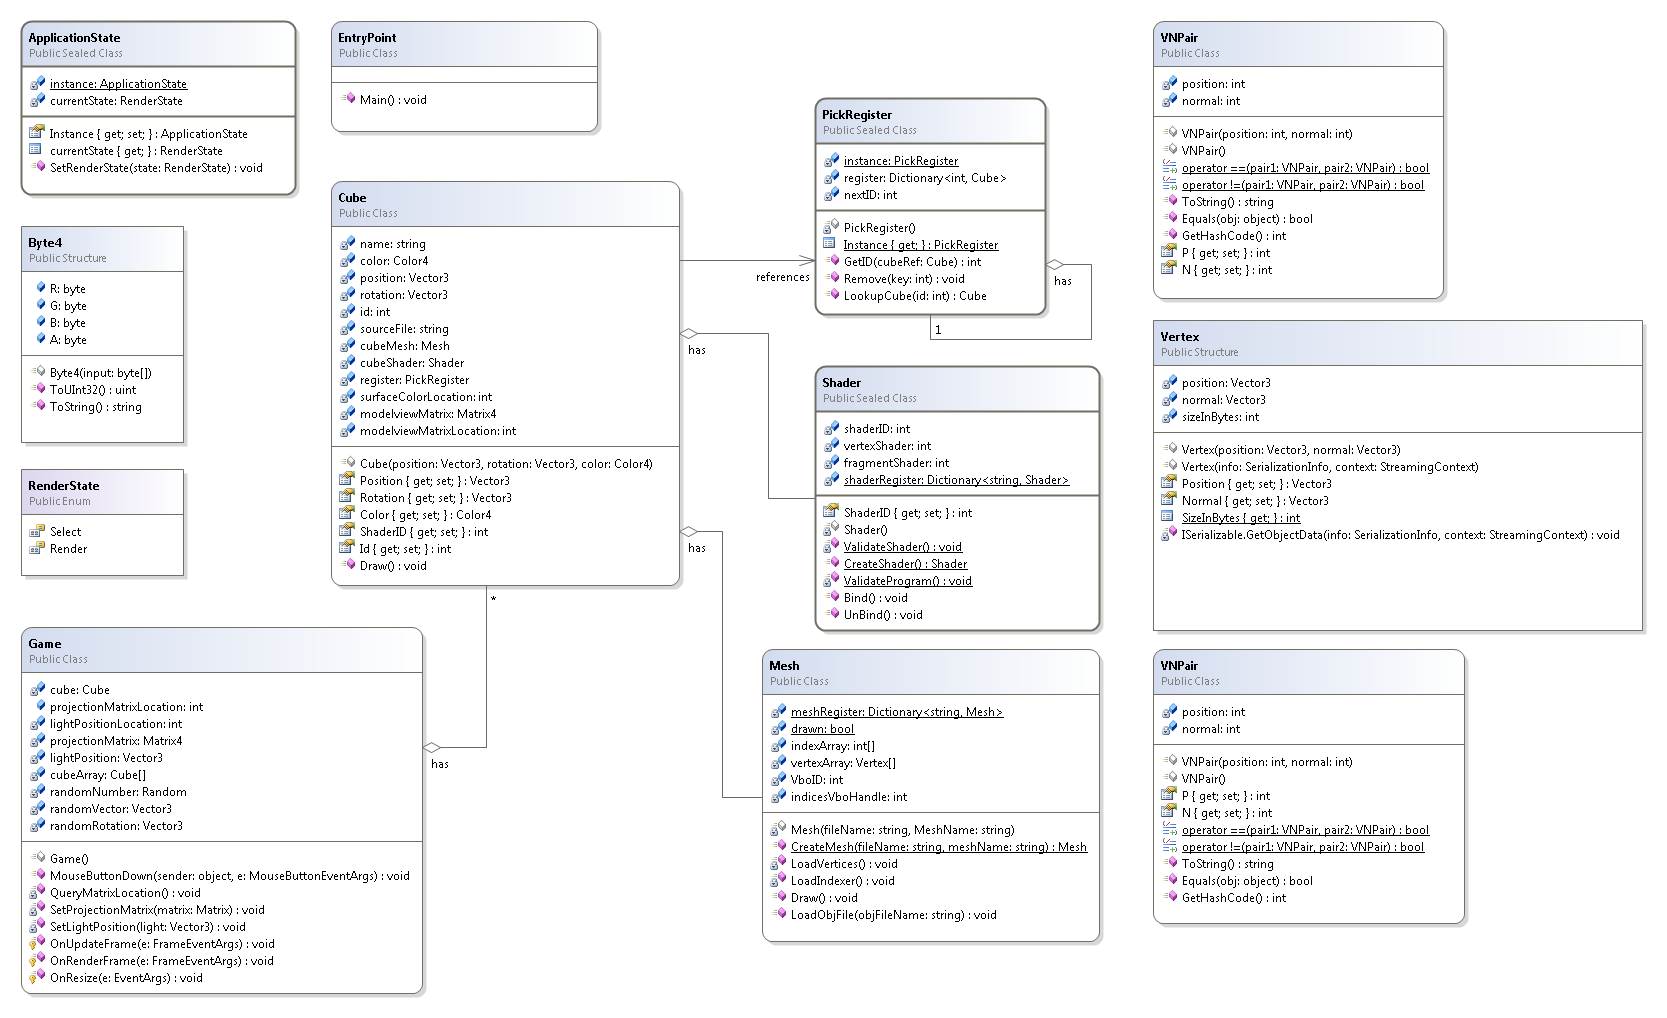 ApplicationState
Public Sealed Class
instance: ApplicationState
currentState: RenderState
Instance { get; set; } : ApplicationState
currentState { get; } : RenderState
SetRenderState(state: RenderState) : void
EntryPoint
Public Class
Main() : void
Byte4
Public Structure
R: byte
G: byte
B: byte
A: byte
Byte4(input: byte[])
ToUInt32() : uint
ToString() : string
RenderState
Public Enum
Select
Render
Cube
Public Class
name: string
color: Color4
position: Vector3
rotation: Vector3
id: int
sourceFile: string
cubeMesh: Mesh
cubeShader: Shader
register: PickRegister
surfaceColorLocation: int
modelviewMatrix: Matrix4
modelviewMatrixLocation: int
Cube(position: Vector3, rotation: Vector3, color: Color4)
Position { get; set; } : Vector3
Rotation { get; set; } : Vector3
Color { get; set; } : Color4
ShaderID { get; set; } : int
Id { get; set; } : int
Draw() : void
references
has
has
*
Game
Public Class
cube: Cube
projectionMatrixLocation: int
lightPositionLocation: int
projectionMatrix: Matrix4
lightPosition: Vector3
cubeArray: Cube[]
randomNumber: Random
randomVector: Vector3
randomRotation: Vector3
Game()
MouseButtonDown(sender: object, e: MouseButtonEventArgs) : void
QueryMatrixLocation() : void
SetProjectionMatrix(matrix: Matrix) : void
SetLightPosition(light: Vector3) : void
OnUpdateFrame(e: FrameEventArgs) : void
OnRenderFrame(e: FrameEventArgs) : void
OnResize(e: EventArgs) : void
has
PickRegister
Public Sealed Class
instance: PickRegister
register: Dictionary<int, Cube>
nextID: int
PickRegister()
Instance { get; } : PickRegister
GetID(cubeRef: Cube) : int
Remove(key: int) : void
LookupCube(id: int) : Cube
has
1
Shader
Public Sealed Class
shaderID: int
vertexShader: int
fragmentShader: int
shaderRegister: Dictionary<string, Shader>
ShaderID { get; set; } : int
Shader()
ValidateShader() : void
CreateShader() : Shader
ValidateProgram() : void
Bind() : void
UnBind() : void
Mesh
Public Class
meshRegister: Dictionary<string, Mesh>
drawn: bool
indexArray: int[]
vertexArray: Vertex[]
VboID: int
indicesVboHandle: int
Mesh(fileName: string, MeshName: string)
CreateMesh(fileName: string, meshName: string) : Mesh
LoadVertices() : void
LoadIndexer() : void
Draw() : void
LoadObjFile(objFileName: string) : void
VNPair
Public Class
position: int
normal: int
VNPair(position: int, normal: int)
VNPair()
operator ==(pair1: VNPair, pair2: VNPair) : bool
operator !=(pair1: VNPair, pair2: VNPair) : bool
ToString() : string
Equals(obj: object) : bool
GetHashCode() : int
P { get; set; } : int
N { get; set; } : int
Vertex
Public Structure
position: Vector3
normal: Vector3
sizeInBytes: int
Vertex(position: Vector3, normal: Vector3)
Vertex(info: SerializationInfo, context: StreamingContext)
Position { get; set; } : Vector3
Normal { get; set; } : Vector3
SizeInBytes { get; } : int
ISerializable.GetObjectData(info: SerializationInfo, context: StreamingContext) : void
VNPair
Public Class
position: int
normal: int
VNPair(position: int, normal: int)
VNPair()
P { get; set; } : int
N { get; set; } : int
operator ==(pair1: VNPair, pair2: VNPair) : bool
operator !=(pair1: VNPair, pair2: VNPair) : bool
ToString() : string
Equals(obj: object) : bool
GetHashCode() : int